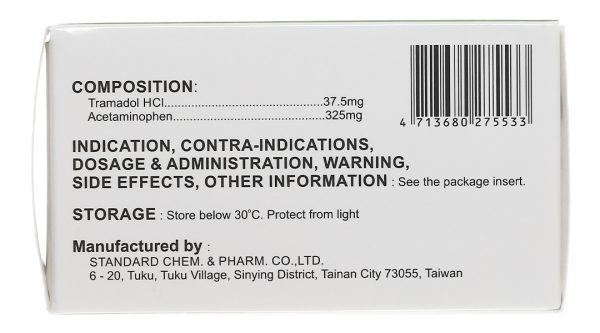 COMPOSITION:
Tramadol HCl................................................37.5mg
Acetaminophen..............................................325mg
4 713680 275533
INDICATION, CONTRA-INDICATIONS,
DOSAGE & ADMINISTRATION, WARNING,
SIDE EFFECTS, OTHER INFORMATION : See the package insert.
STORAGE : Store below 30°C. Protect from light
Manufactured by :
STANDARD CHEM. & PHARM. CO.,LTD.
6 - 20, Tuku, Tuku Village, Sinying District, Tainan City 73055, Taiwan